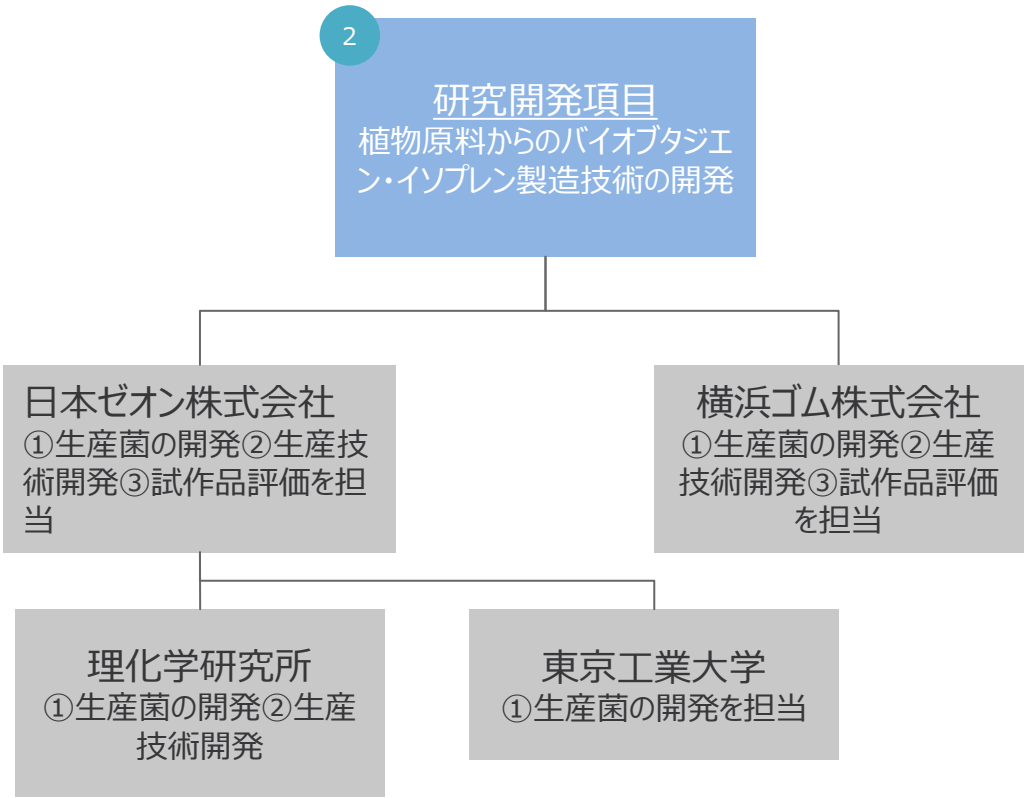 2
研究開発項目
植物原料からのバイオブタジエ
ン・イソプレン製造技術の開発
日本ゼオン株式会社
①生産菌の開発②生産技
術開発③試作品評価を担
当
横浜ゴム株式会社
①生産菌の開発②生産
技術開発③試作品評価
を担当
理化学研究所
①生産菌の開発②生産
技術開発
東京工業大学
①生産菌の開発を担当